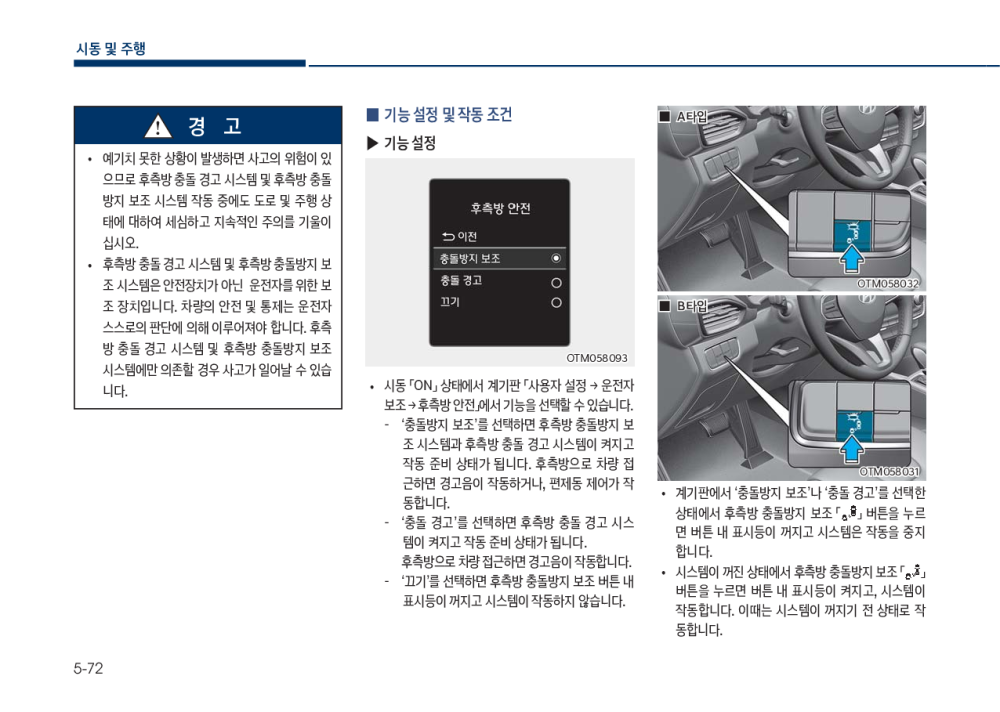 시동 및 주행
경 고
• 예기치 못한 상황이 발생하면 사고의 위험이 있
으므로 후측방 충돌 경고 시스템 및 후측방 충돌
방지 보조 시스템 작동 중에도 도로 및 주행 상
태에 대하여 세심하고 지속적인 주의를 기울이
십시오.
• 후측방 충돌 경고 시스템 및 후측방 충돌방지 보
조 시스템은 안전장치가 아닌 운전자를 위한 보
조 장치입니다. 차량의 안전 및 통제는 운전자
스스로의 판단에 의해 이루어져야 합니다. 후측
방 충돌 경고 시스템 및 후측방 충돌방지 보조
시스템에만 의존할 경우 사고가 일어날 수 있습
니다.
■ 기능 설정 및 작동 조건
▶ 기능 설정
후측방 안전
이전
충돌방지 보조
충돌 경고
끄기
OTM058093
• 시동 「ON」 상태에서 계기판 「사용자 설정 → 운전자
보조 → 후측방 안전」에서 기능을 선택할 수 있습니다.
- ‘충돌방지 보조’를 선택하면 후측방 충돌방지 보
조 시스템과 후측방 충돌 경고 시스템이 켜지고
작동 준비 상태가 됩니다. 후측방으로 차량 접
근하면 경고음이 작동하거나, 편제동 제어가 작
동합니다.
- ‘충돌 경고’를 선택하면 후측방 충돌 경고 시스
템이 켜지고 작동 준비 상태가 됩니다.
후측방으로 차량 접근하면 경고음이 작동합니다.
- ‘끄기’를 선택하면 후측방 충돌방지 보조 버튼 내
표시등이 꺼지고 시스템이 작동하지 않습니다.
■ A타입
OTM058032
■ B타입
OTM058031
• 계기판에서 ‘충돌방지 보조’나 ‘충돌 경고’를 선택한
상태에서 후측방 충돌방지 보조 「」 버튼을 누르
면 버튼 내 표시등이 꺼지고 시스템은 작동을 중지
합니다.
• 시스템이 꺼진 상태에서 후측방 충돌방지 보조 「」
버튼을 누르면 버튼 내 표시등이 켜지고, 시스템이
작동합니다. 이때는 시스템이 꺼지기 전 상태로 작
동합니다.
5-72